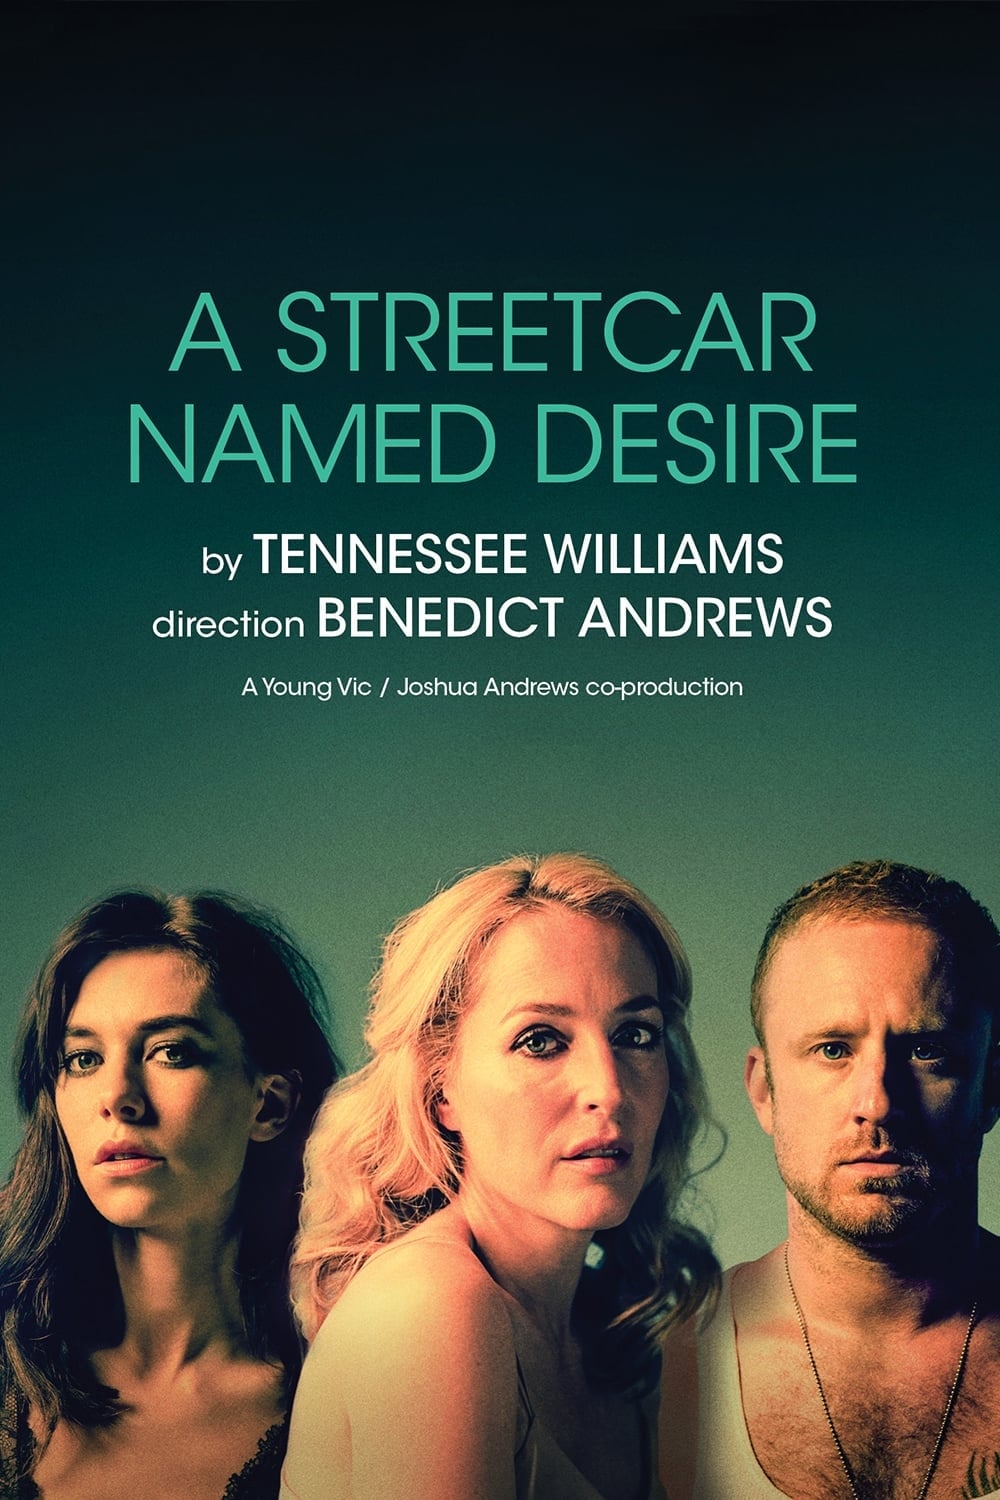 A STREETCAR
NAMED DESIRE
by TENNESSEE WILLIAMS
direction BENEDICT ANDREWS
A Young Vic / Joshua Andrews co-production